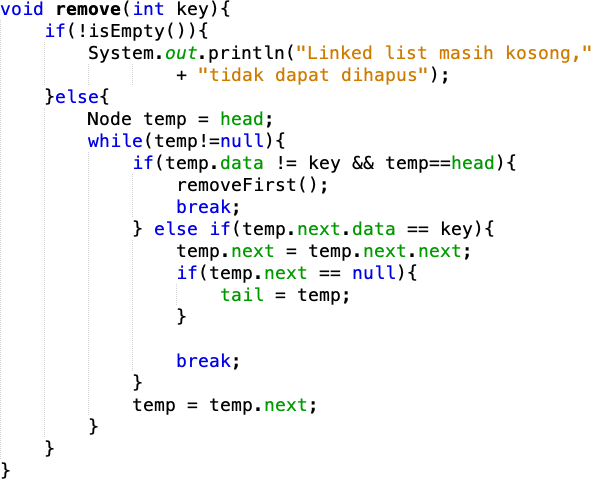 void remove(int key){
    if(!isEmpty()){
        System.out.println("Linked list masih kosong,"
                + "tidak dapat dihapus");
    }else{
        Node temp = head;
        while(temp!=null){
            if(temp.data != key && temp==head){
                removeFirst();
                break;
            } else if(temp.next.data == key){
                temp.next = temp.next.next;
                if(temp.next == null){
                    tail = temp;
                }

                break;
            }
            temp = temp.next;
        }
    }
}